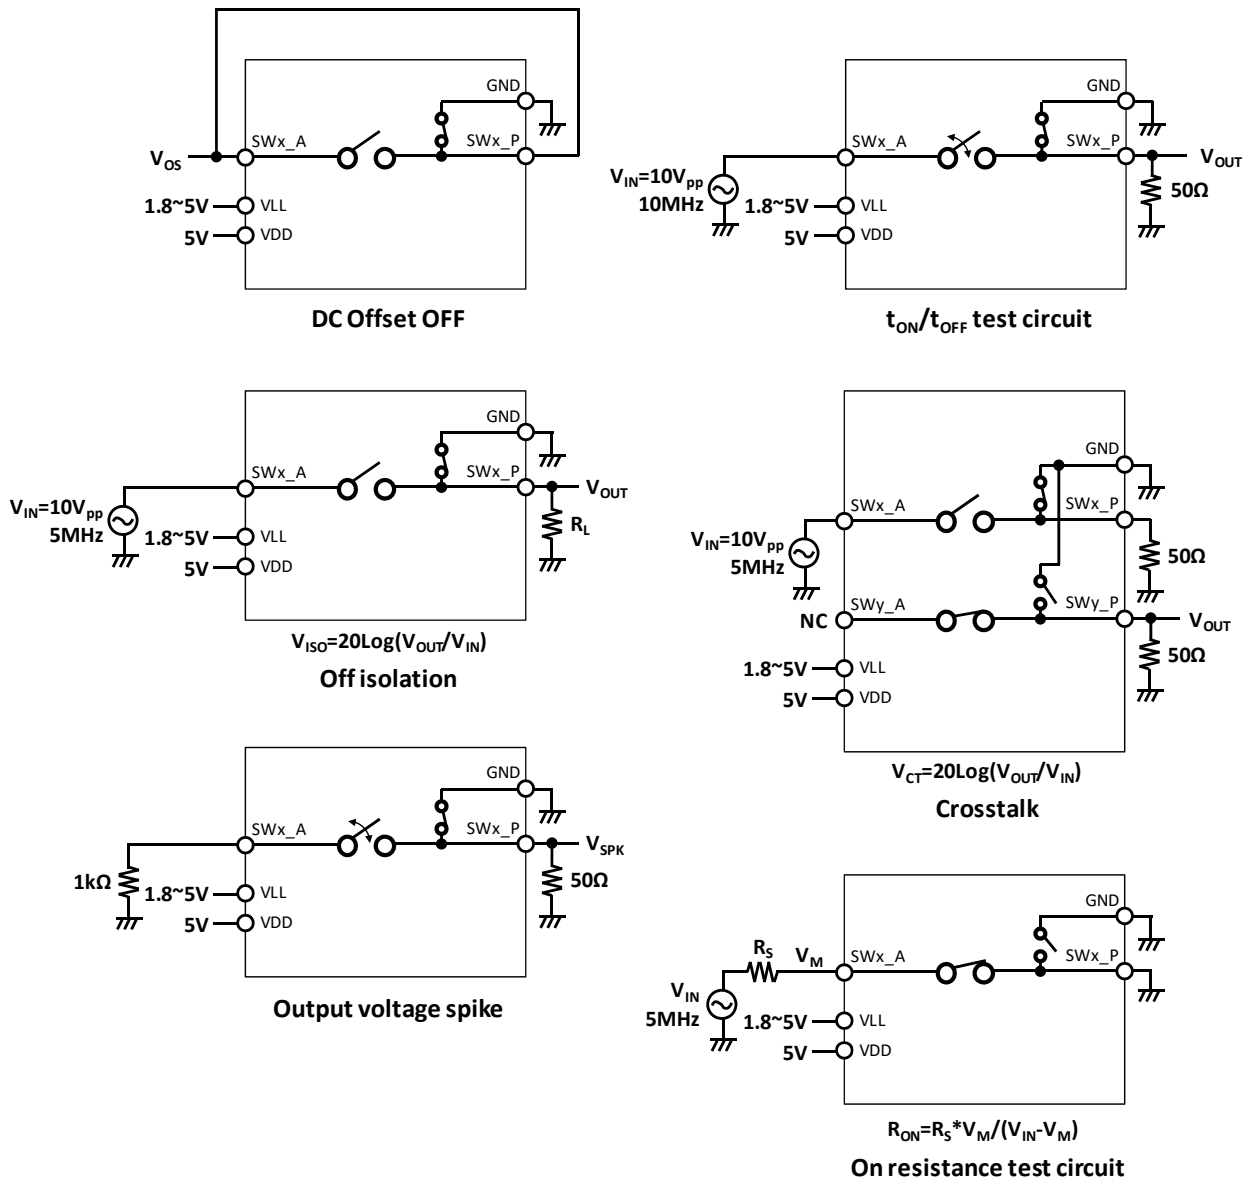 GND
SWx_A
SWx_P
VOS
1.8~5V
VLL
5V
VDD
DC Offset OFF
GND
SWx_A
SWx_P
VIN=10Vpp
10MHz
VOUT
50Ω
1.8~5V
VLL
5V
VDD
tON/tOFF test circuit
GND
SWx_A
SWx_P
VIN=10Vpp
5MHz
VOUT
RL
1.8~5V
VLL
5V
VDD
VISO=20Log(VOUT/VIN)
Off isolation
GND
SWx_A
SWx_P
VIN=10Vpp
5MHz
50Ω
NC
SWy_A
SWy_P
VOUT
50Ω
1.8~5V
VLL
5V
VDD
VCT=20Log(VOUT/VIN)
Crosstalk
GND
SWx_A
SWx_P
VSPK
1kΩ
50Ω
1.8~5V
VLL
5V
VDD
Output voltage spike
GND
RS
VM
SWx_A
SWx_P
VIN
5MHz
1.8~5V
VLL
5V
VDD
RON=RS*VM/(VIN-VM)
On resistance test circuit